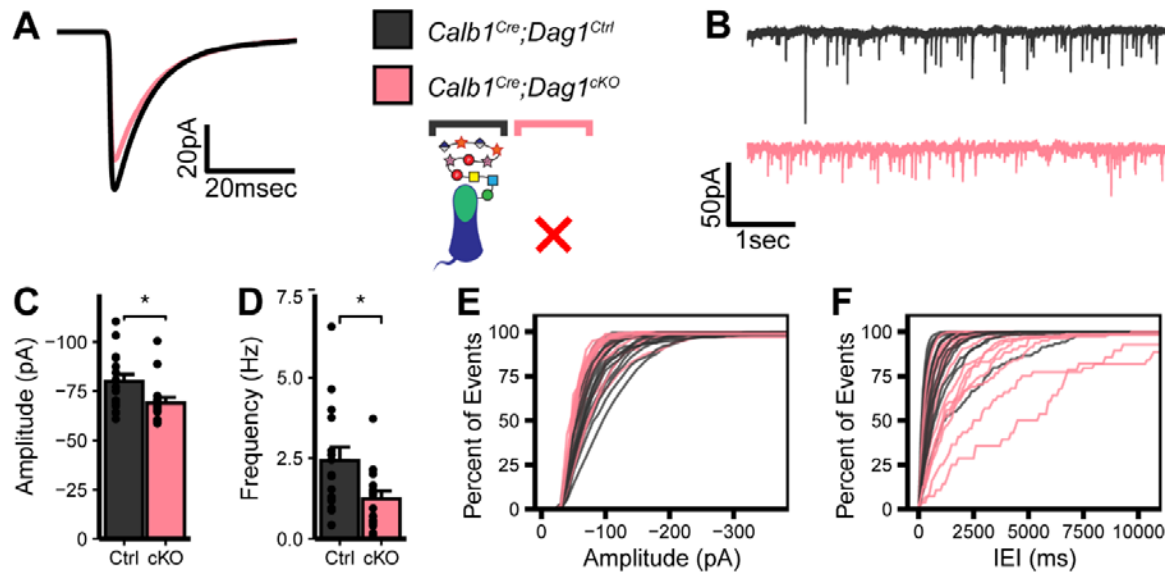 A
20pA
20msec
Calb1Cre;Dag1Ctrl
Calb1Cre;Dag1cKO
B
50pA
1sec
C
Amplitude (pA)
−100
−75
−50
−25
0
Ctrl
cKO
*
D
Frequency (Hz)
7.5
5.0
2.5
0.0
Ctrl
cKO
*
E
Percent of Events
100
75
50
25
0
0
−100
−200
−300
Amplitude (pA)
F
Percent of Events
100
75
50
25
0
0
2500
5000
7500
10000
IEI (ms)